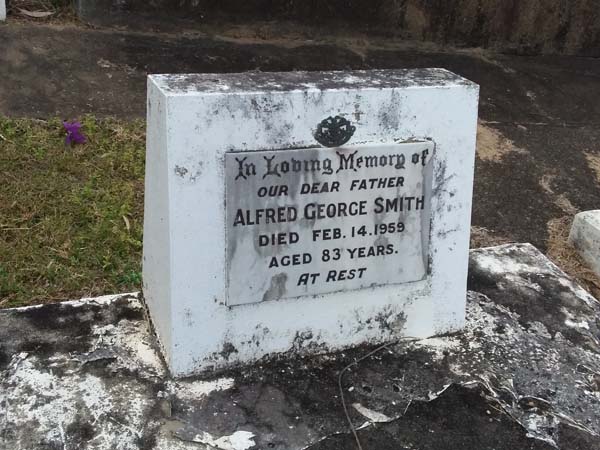 In Loving Memory of
OUR DEAR FATHER
ALFRED GEORGE SMITH
DIED FEB. 14. 1959
AGED 83 YEARS.
AT REST